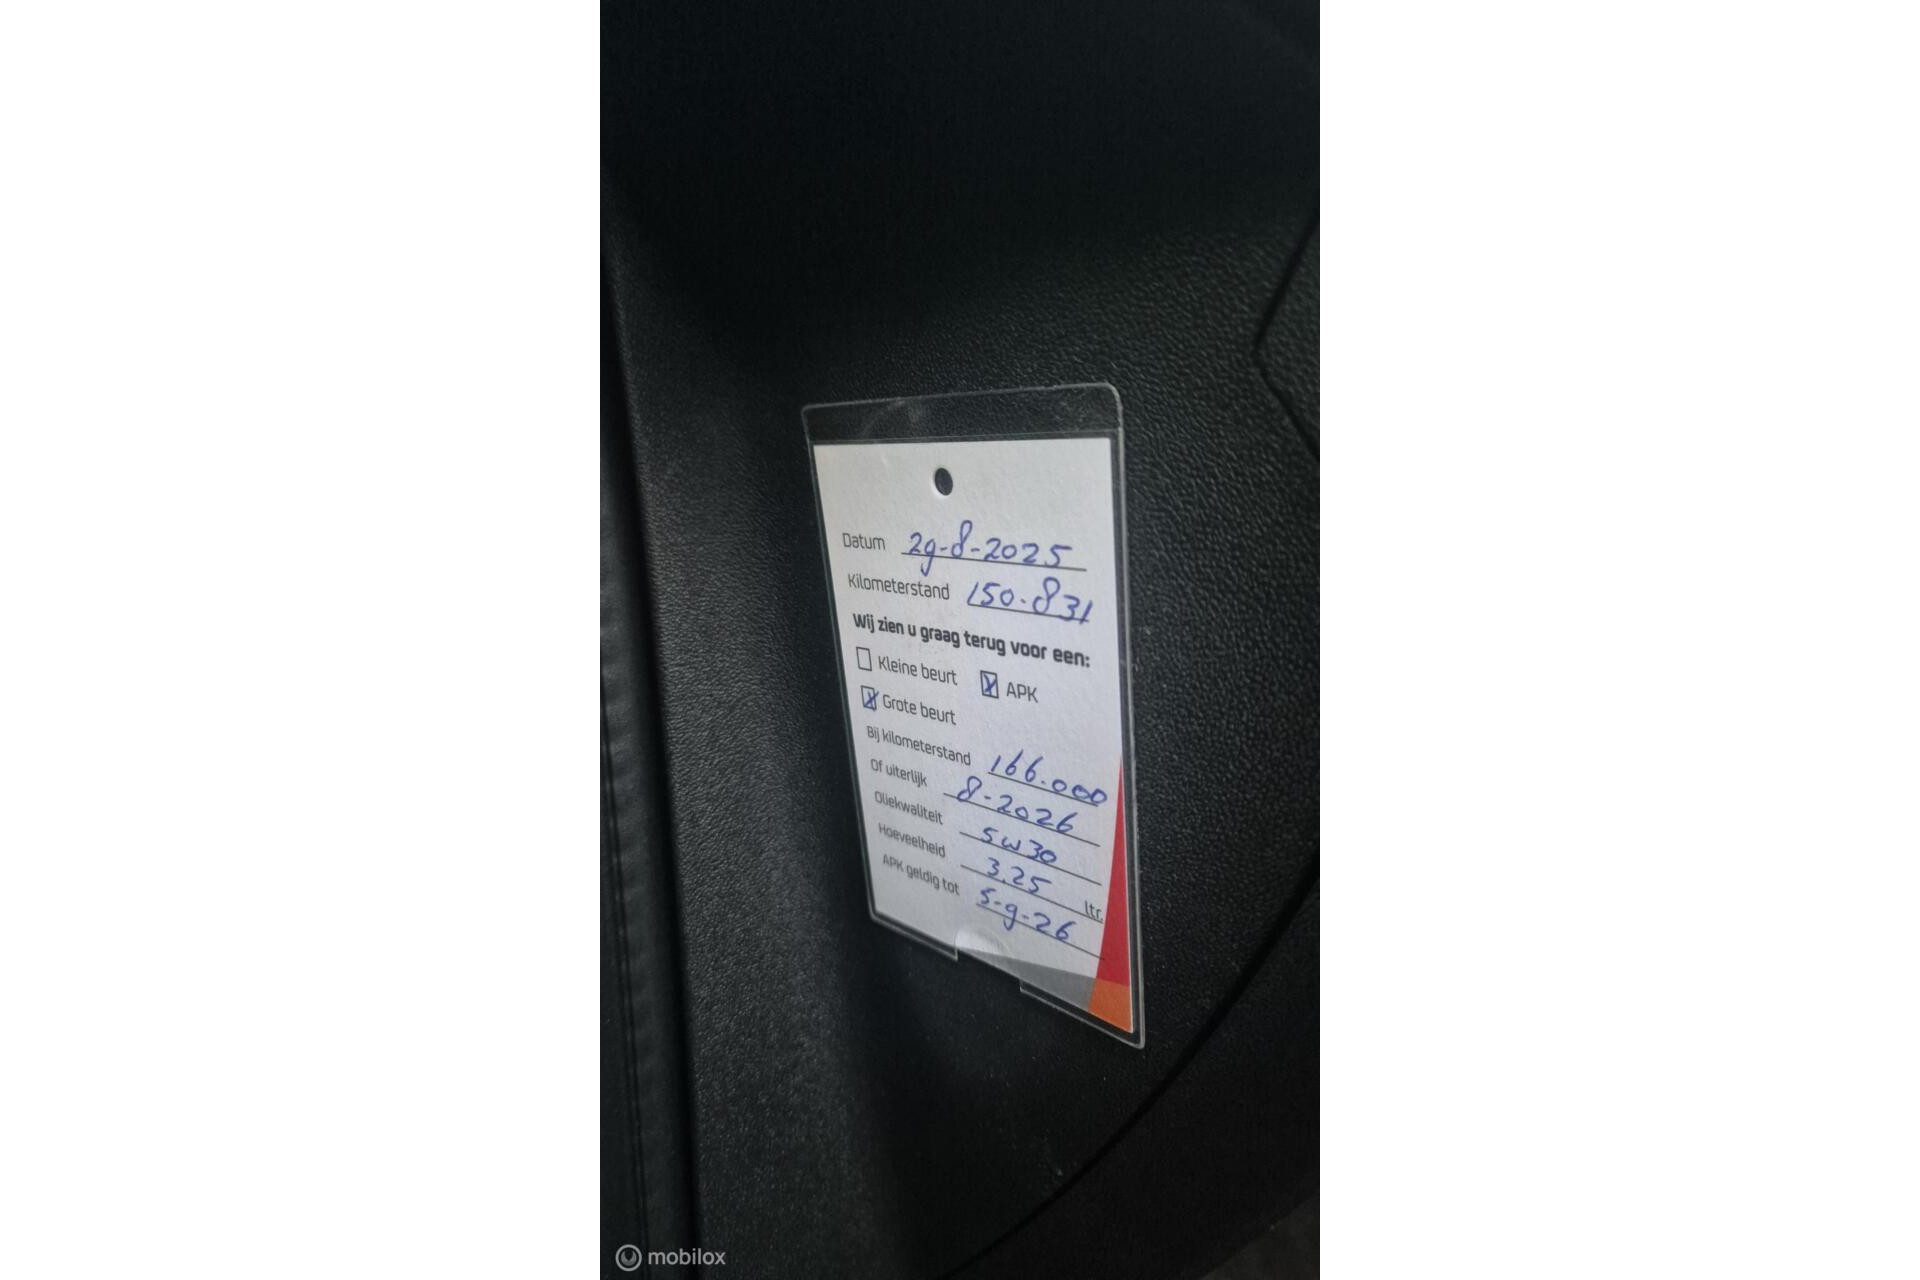 Datum 29-8-2025
Kilometerstand 150.831
Wij zien u graag terug voor een:
Kleine beurt APK
Grote beurt
Bij kilometerstand 166.000
Of uiterlijk 8-2026
Oliekwaliteit 5w30
Hoeveelheid 3.25 ltr.
APK geldig tot 5-9-26
mobilox